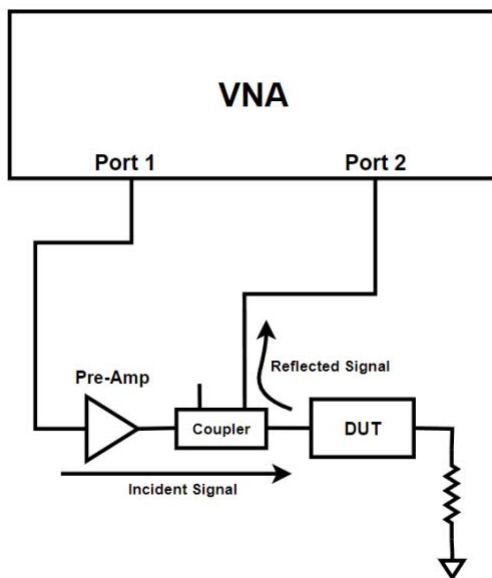 VNA
Port 1
Port 2
Reflected Signal
Pre-Amp
Coupler
DUT
Incident Signal